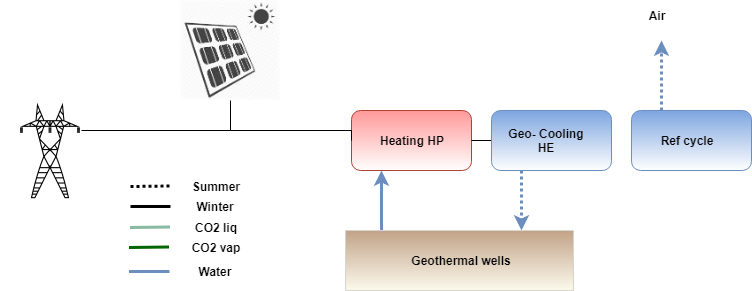 Air
Heating HP
Geo- Cooling
HE
Ref cycle
Summer
Winter
CO2 liq
CO2 vap
Water
Geothermal wells